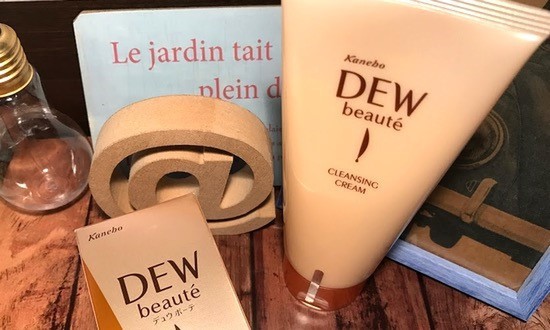 Le jardin tait
plein d
Kanebo
DEW
beauté
CLEANSING
CREAM
Kanebo
DEW
beauté
デュウ ボーテ
@